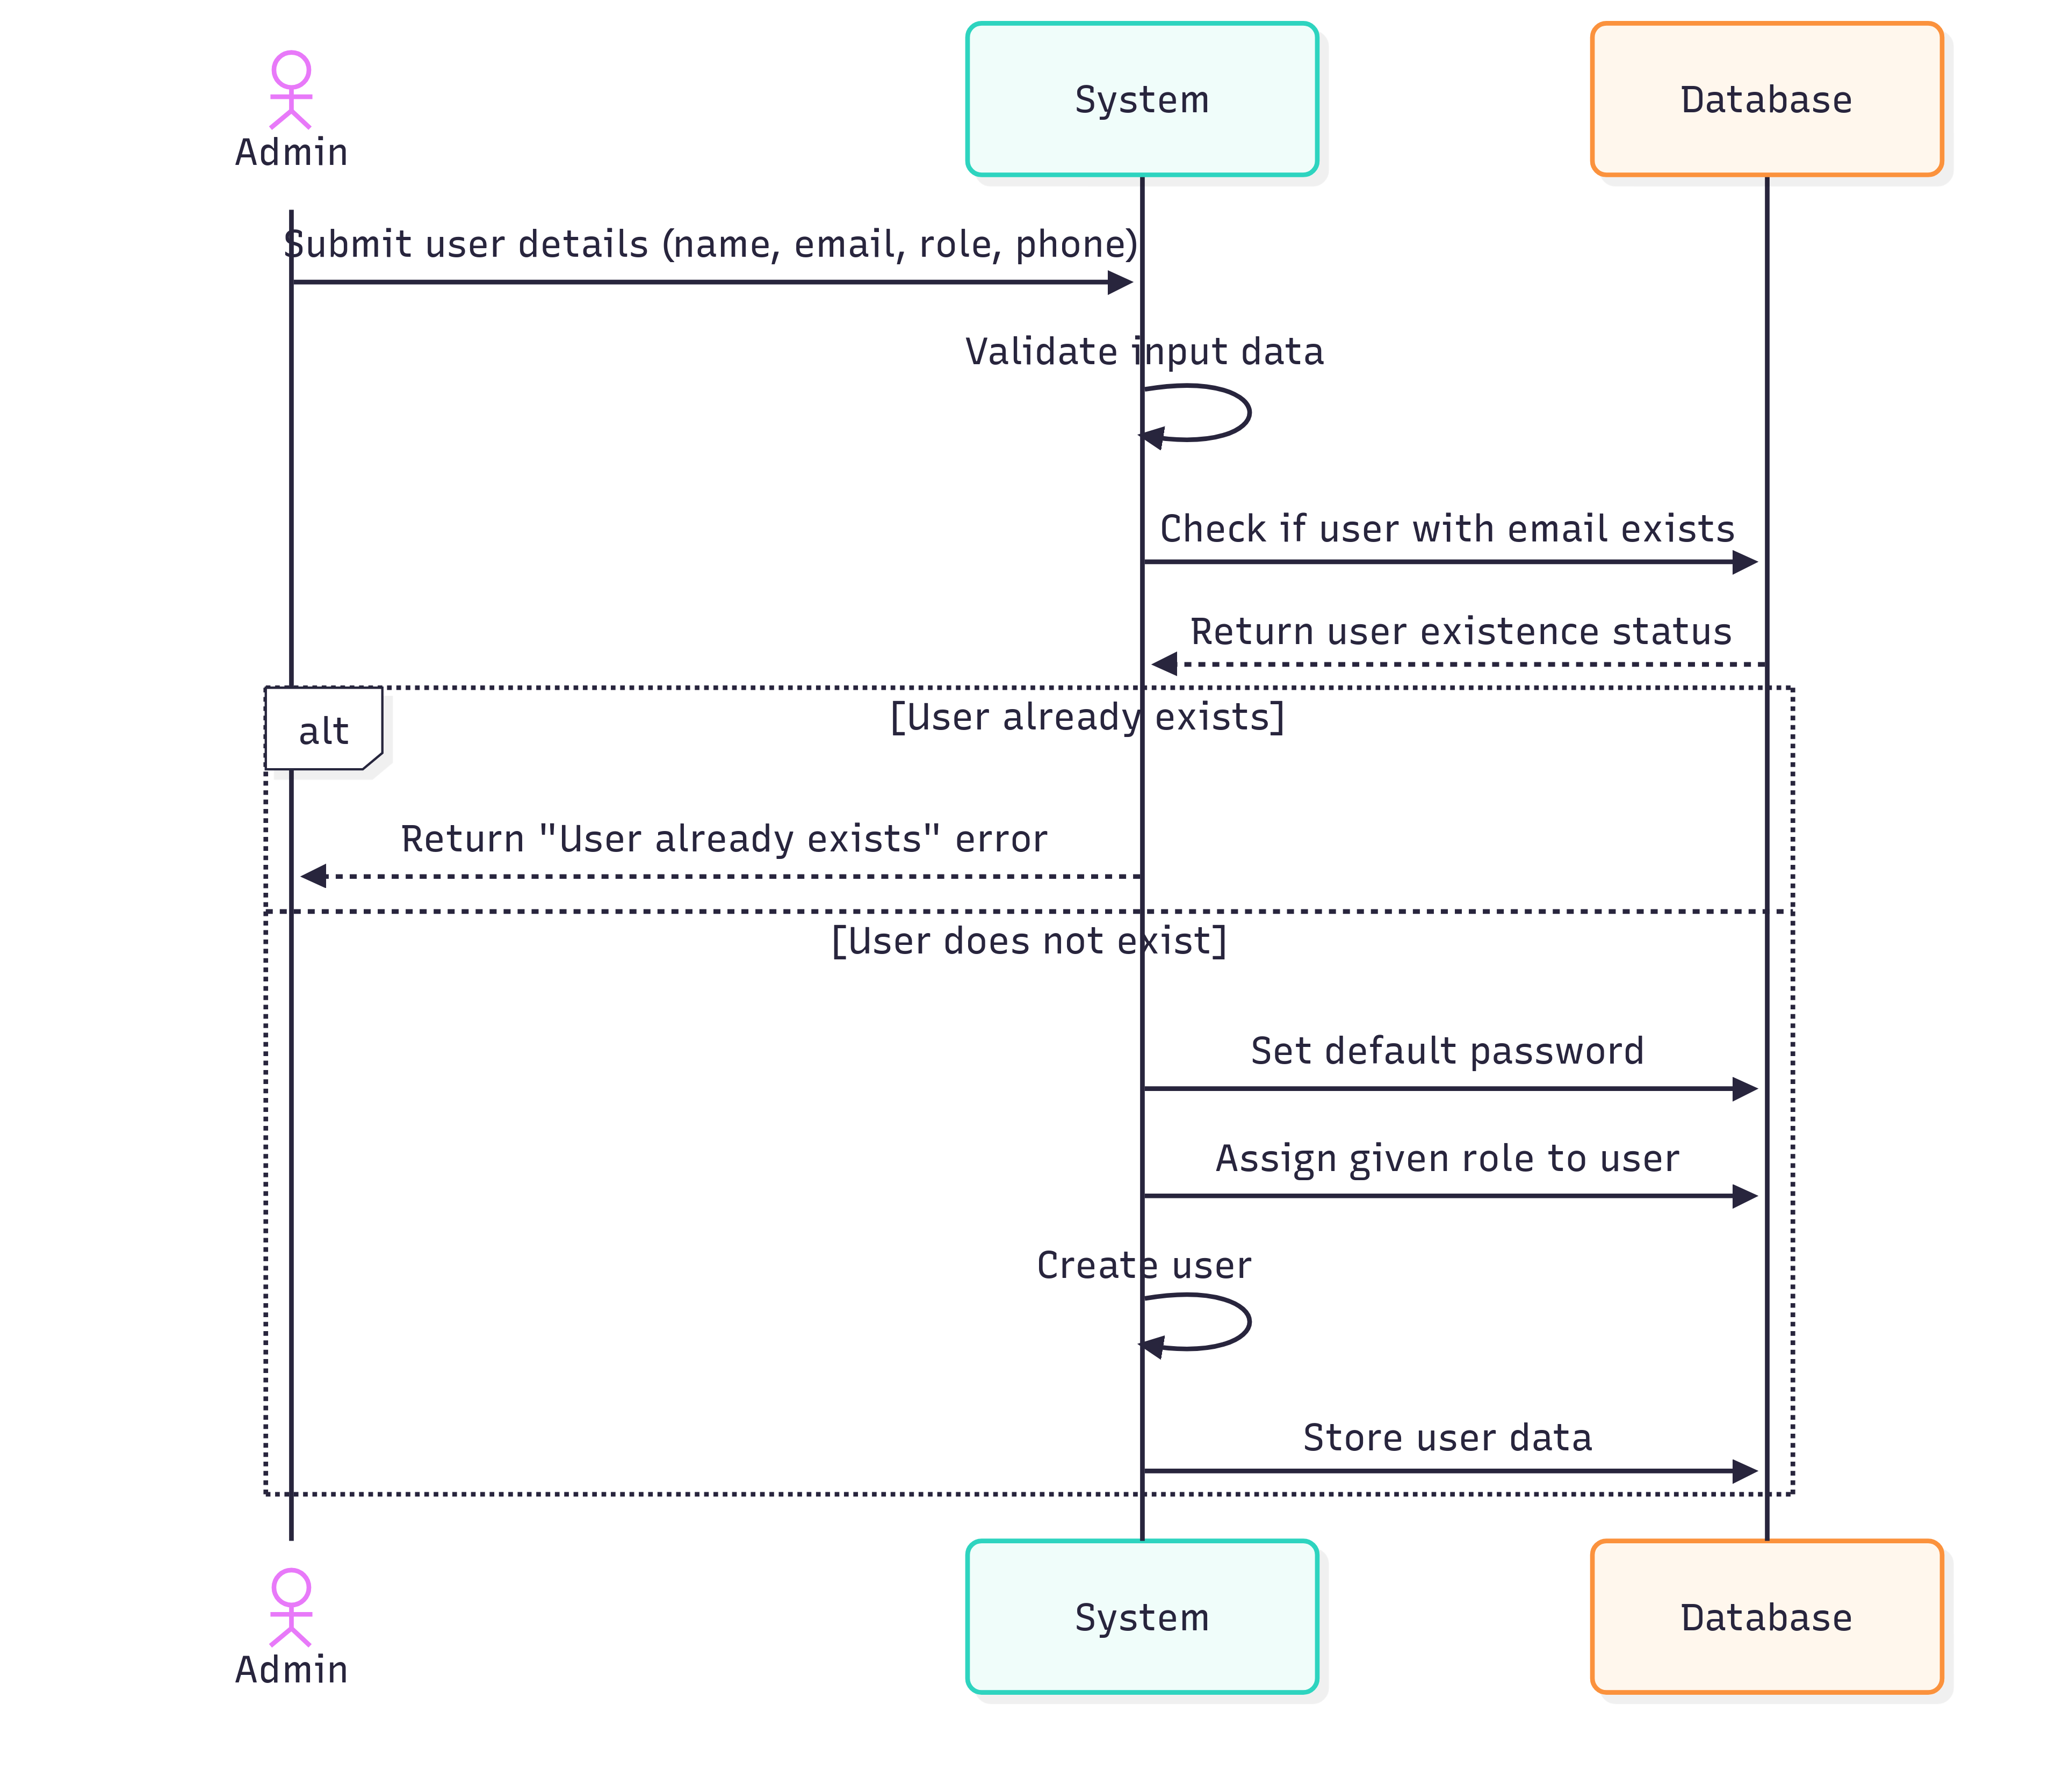 Admin
System
Database
Submit user details (name, email, role, phone)
Validate input data
Check if user with email exists
Return user existence status
alt
[User already exists]
Return "User already exists" error
[User does not exist]
Set default password
Assign given role to user
Create user
Store user data
Admin
System
Database